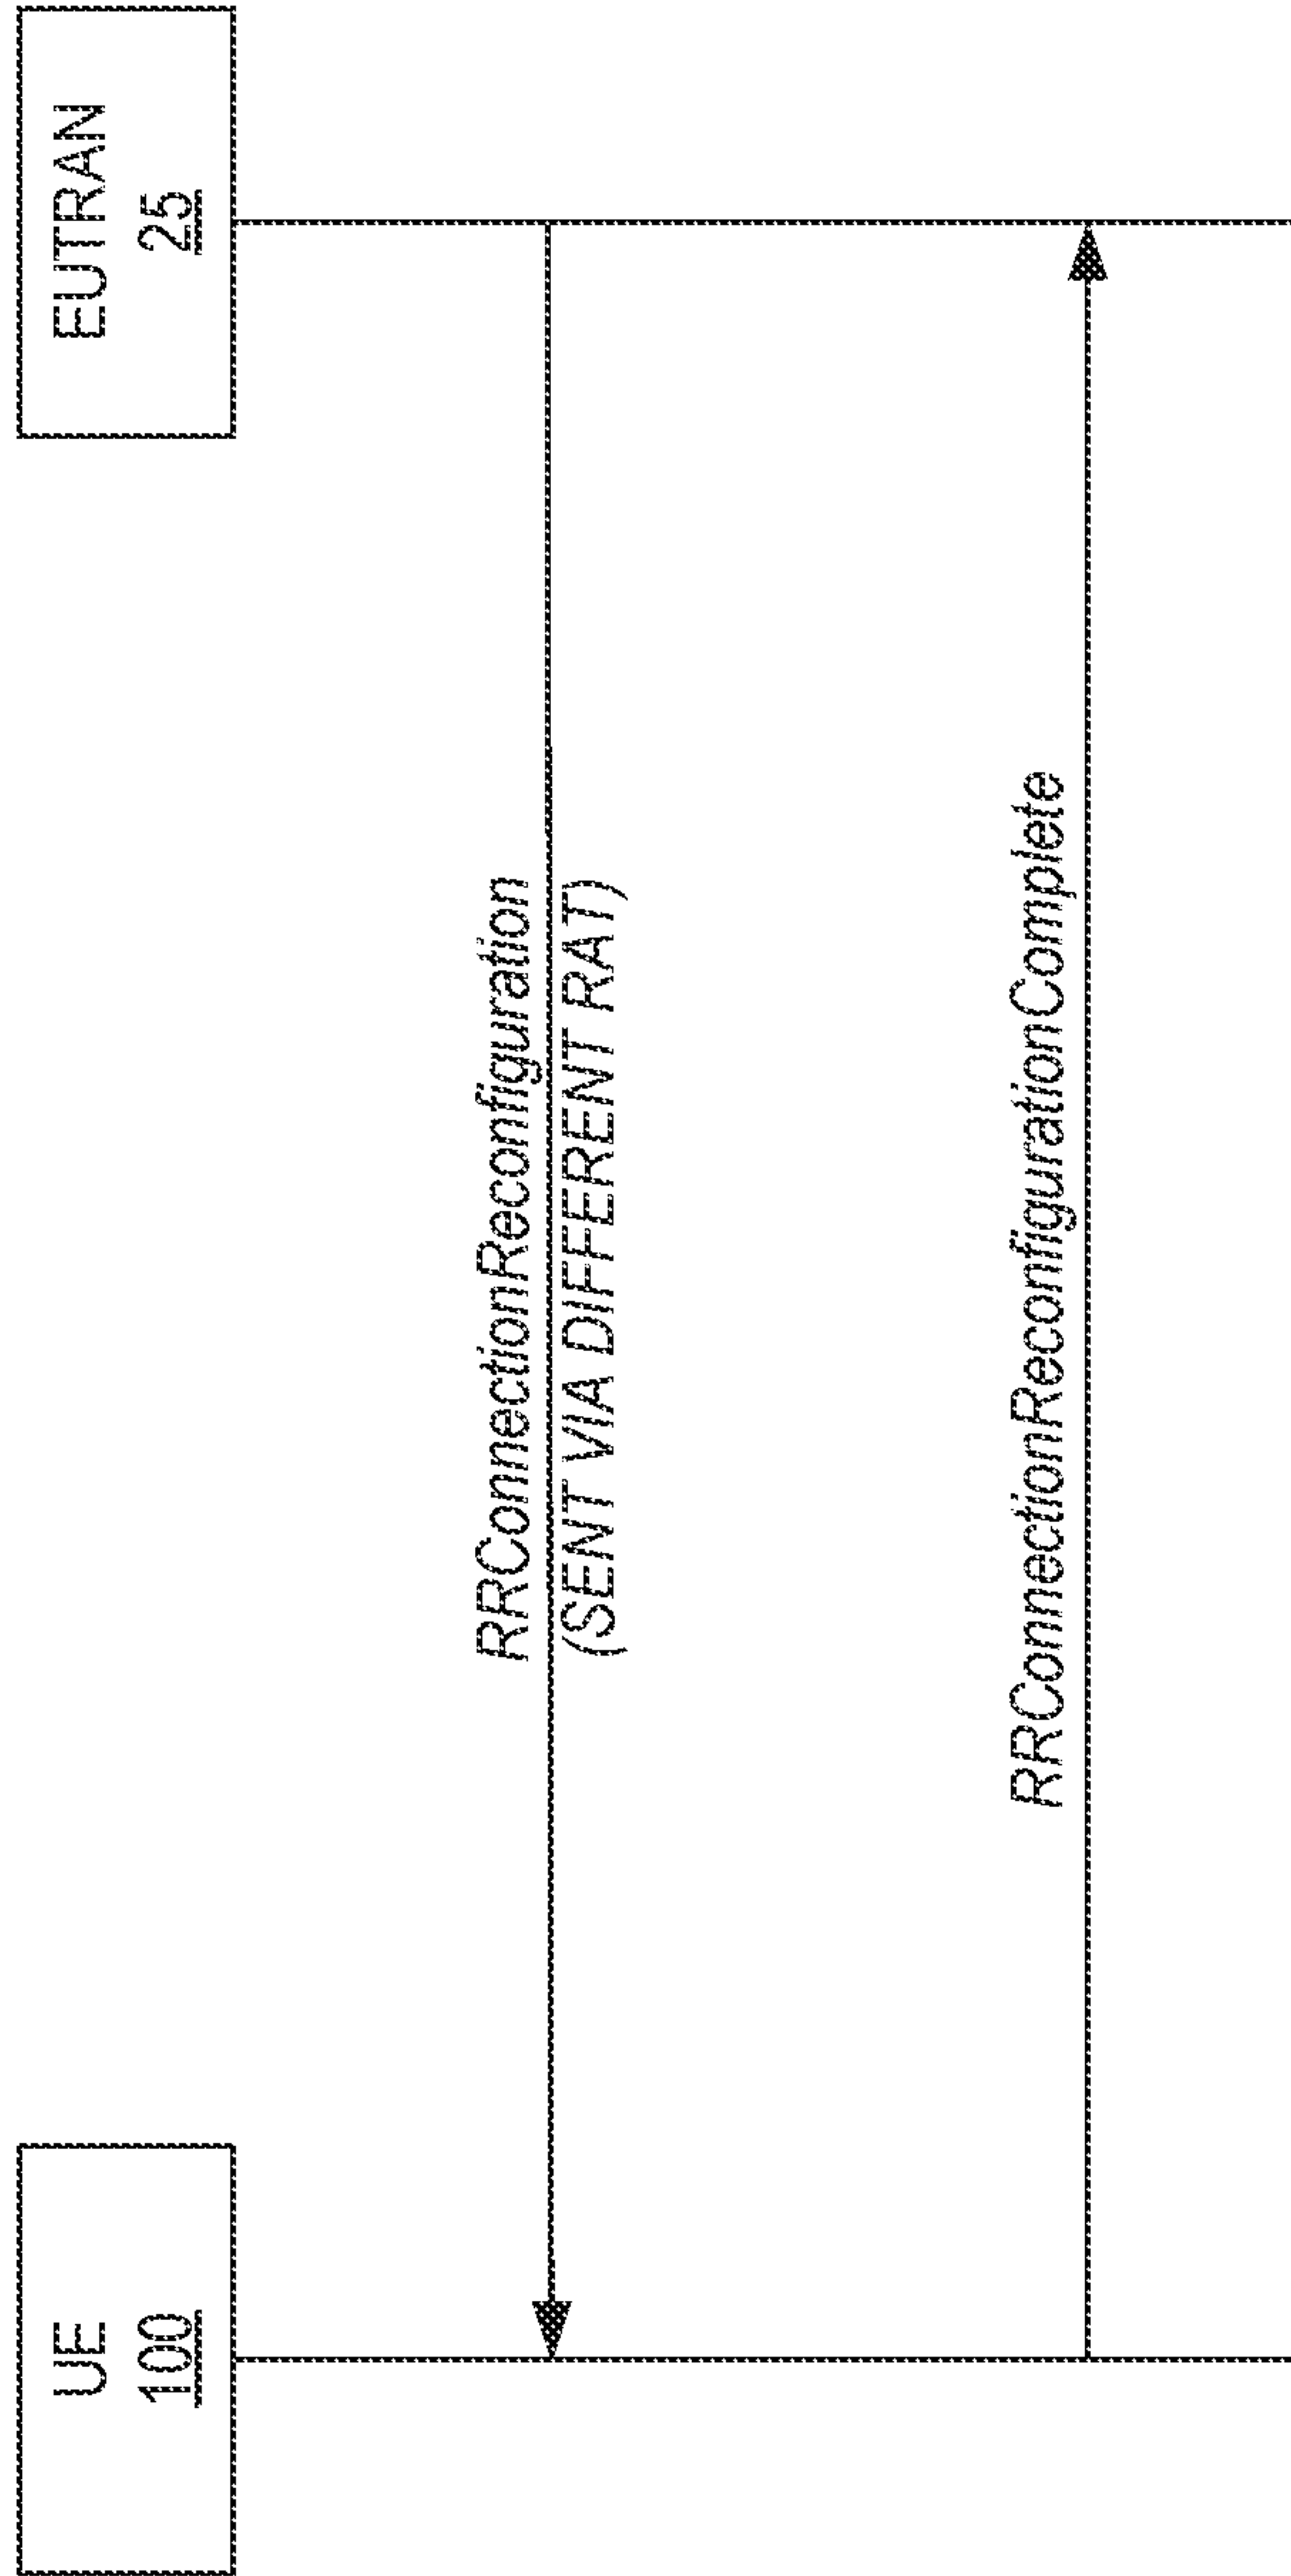 UE
100
EUTRAN
25
RRConnectionReconfiguration
(SENT VIA DIFFERENT RAT)
RRConnectionReconfigurationComplete